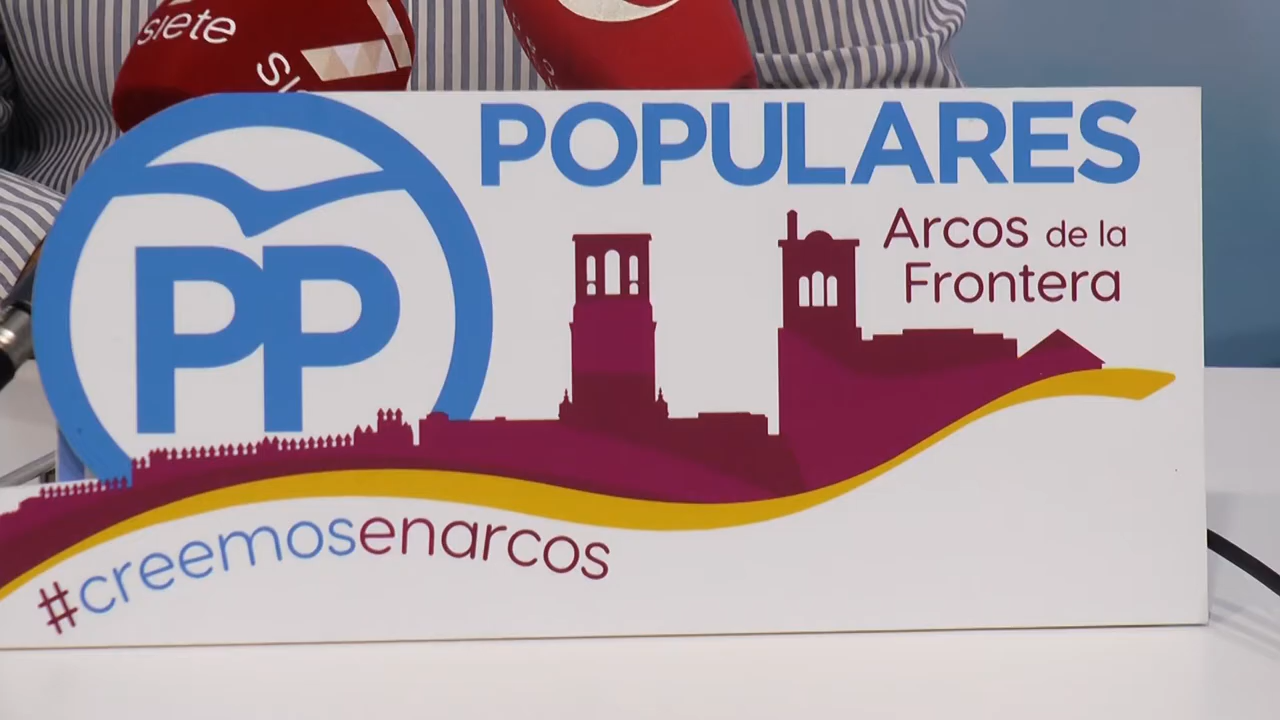 siete
POPULARES
PP
Arcos de la
Frontera
#creemosenarcos